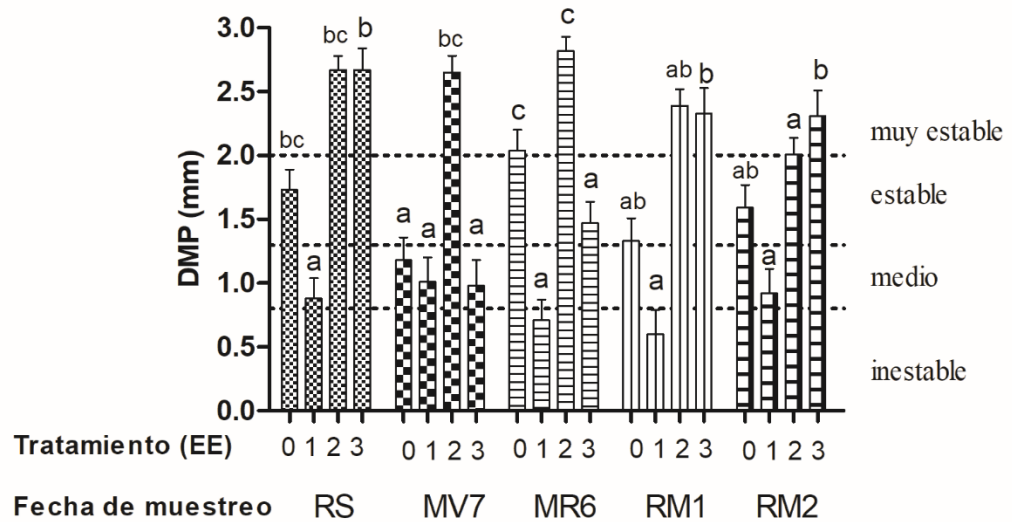 DMP (mm)
3.0
2.5
2.0
1.5
1.0
0.5
0.0
bc a bc b
a a bc a
c a c a
ab a ab b
ab a a b
muy estable
estable
medio
inestable
Tratamiento (EE) 0 1 2 3 0 1 2 3 0 1 2 3 0 1 2 3 0 1 2 3
Fecha de muestreo RS MV7 MR6 RM1 RM2